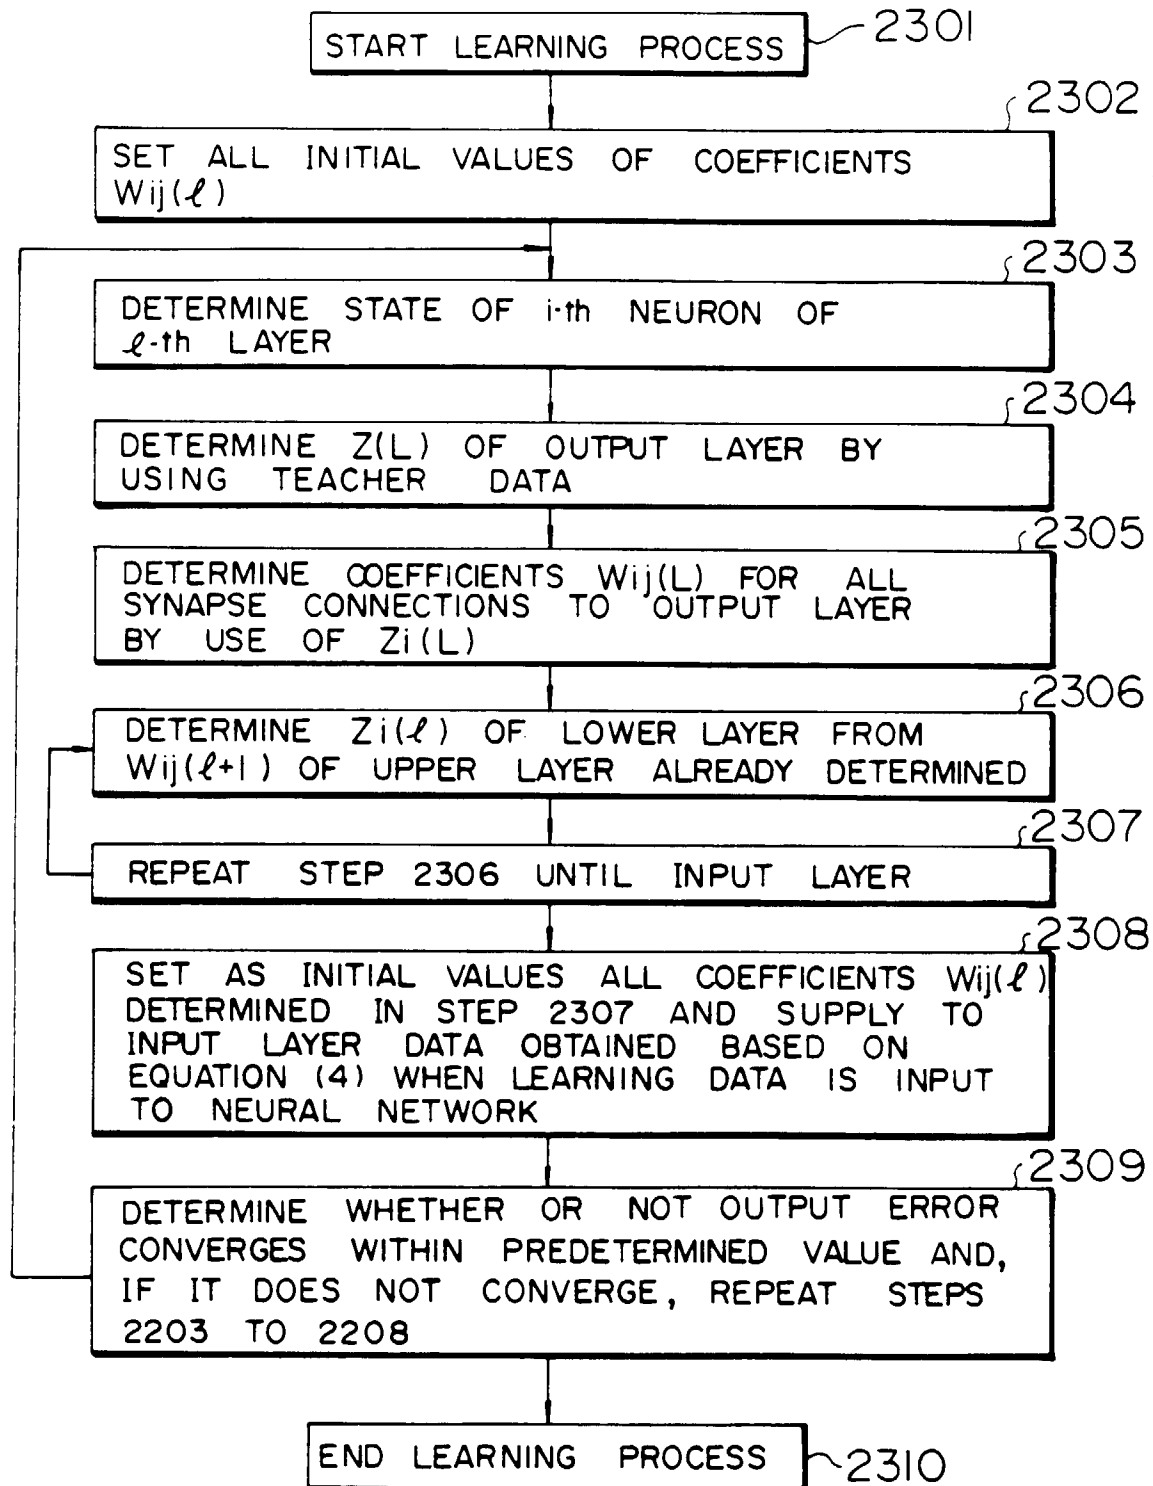 START LEARNING PROCESS
2301
2302
SET ALL INITIAL VALUES OF COEFFICIENTS
Wij(ℓ)
2303
DETERMINE STATE OF i-th NEURON OF
ℓ-th LAYER
2304
DETERMINE Z(L) OF OUTPUT LAYER BY
USING TEACHER DATA
2305
DETERMINE COEFFICIENTS Wij(L) FOR ALL
SYNAPSE CONNECTIONS TO OUTPUT LAYER
BY USE OF Zi(L)
2306
DETERMINE Zi(ℓ) OF LOWER LAYER FROM
Wij(ℓ+1) OF UPPER LAYER ALREADY DETERMINED
2307
REPEAT STEP 2306 UNTIL INPUT LAYER
2308
SET AS INITIAL VALUES ALL COEFFICIENTS Wij(ℓ)
DETERMINED IN STEP 2307 AND SUPPLY TO
INPUT LAYER DATA OBTAINED BASED ON
EQUATION (4) WHEN LEARNING DATA IS INPUT
TO NEURAL NETWORK
2309
DETERMINE WHETHER OR NOT OUTPUT ERROR
CONVERGES WITHIN PREDETERMINED VALUE AND,
IF IT DOES NOT CONVERGE, REPEAT STEPS
2203 TO 2208
END LEARNING PROCESS
2310